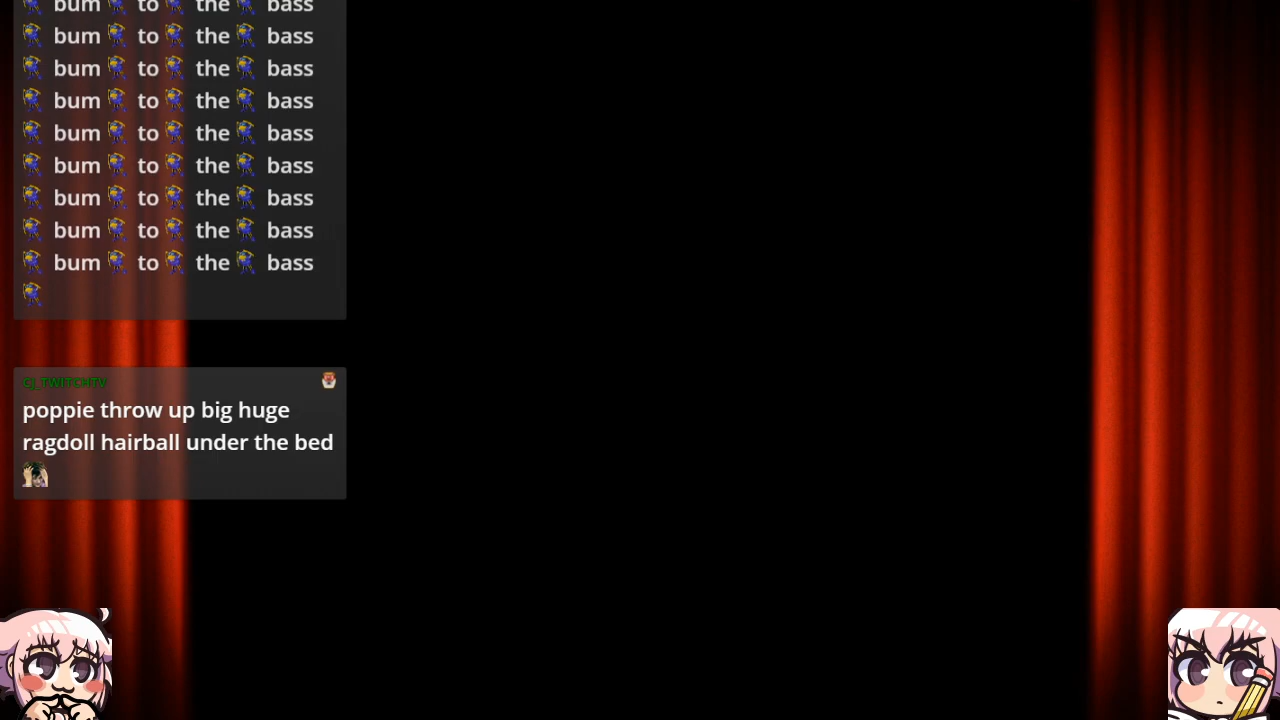 bum to the bass
bum to the bass
bum to the bass
bum to the bass
bum to the bass
bum to the bass
bum to the bass
bum to the bass
bum to the bass
CJ_TWITCHTV
poppie throw up big huge
ragdoll hairball under the bed